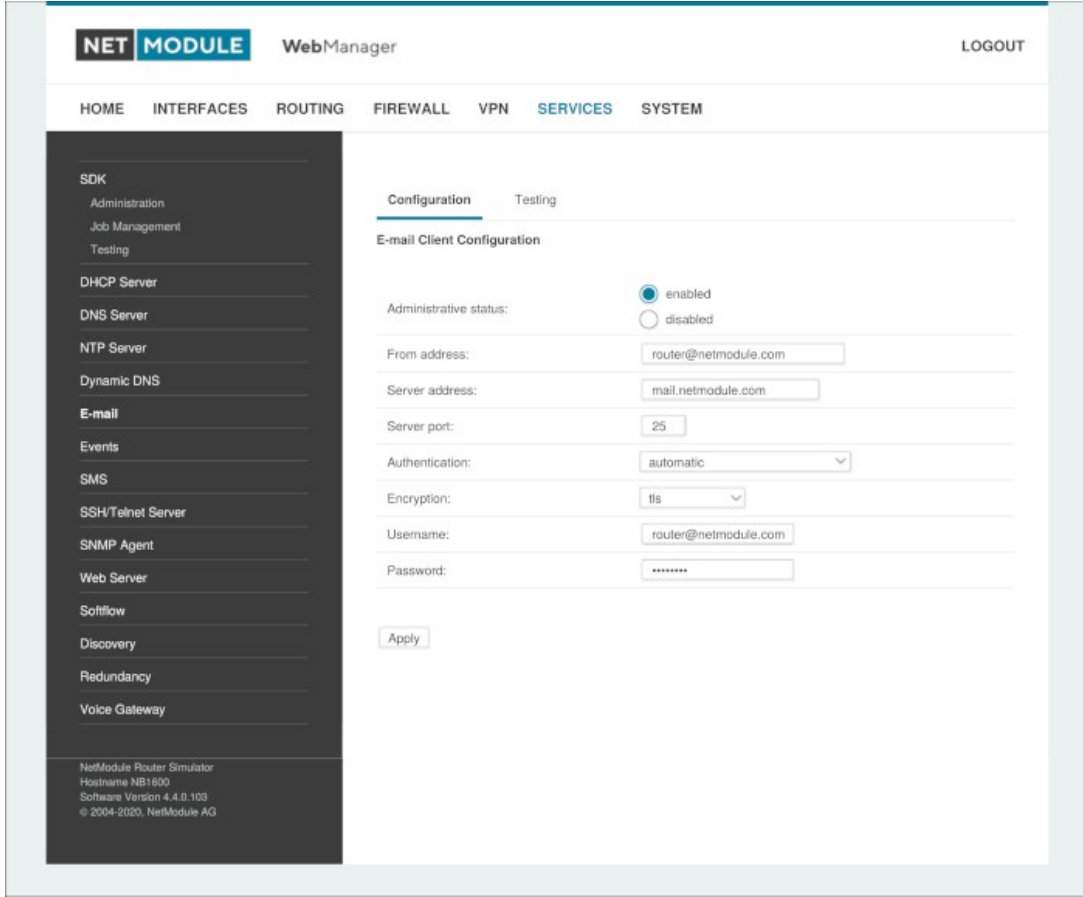 NET MODULE WebManager LOGOUT
HOME INTERFACES ROUTING FIREWALL VPN SERVICES SYSTEM
SDK
Administration
Job Management
Testing
DHCP Server
DNS Server
NTP Server
Dynamic DNS
E-mail
Events
SMS
SSH/Telnet Server
SNMP Agent
Web Server
Softflow
Discovery
Redundancy
Voice Gateway
NetModule Router Simulator
Hostname NB1600
Software Version 4.4.0.103
© 2004-2020, NetModule AG
Configuration Testing
E-mail Client Configuration
Administrative status: enabled
disabled
From address: router@netmodule.com
Server address: mail.netmodule.com
Server port: 25
Authentication: automatic
Encryption: tls
Username: router@netmodule.com
Password: ••••••••
Apply